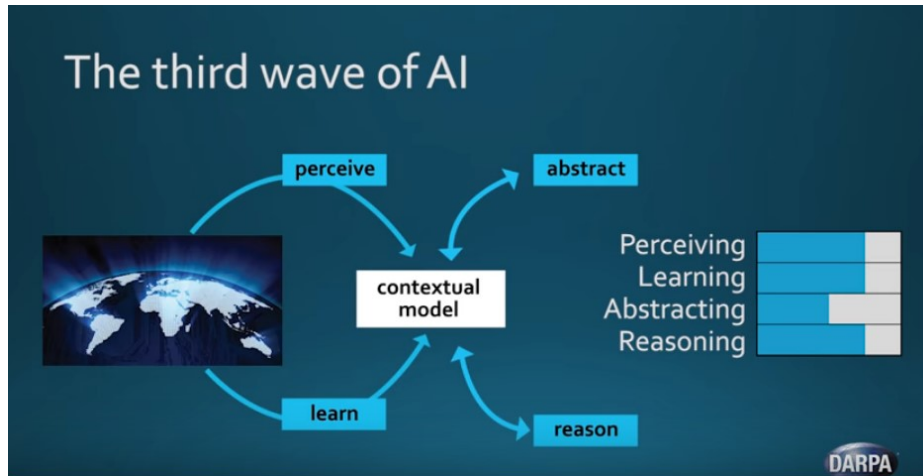 The third wave of AI
perceive
abstract
contextual
model
learn
reason
Perceiving
Learning
Abstracting
Reasoning
DARPA